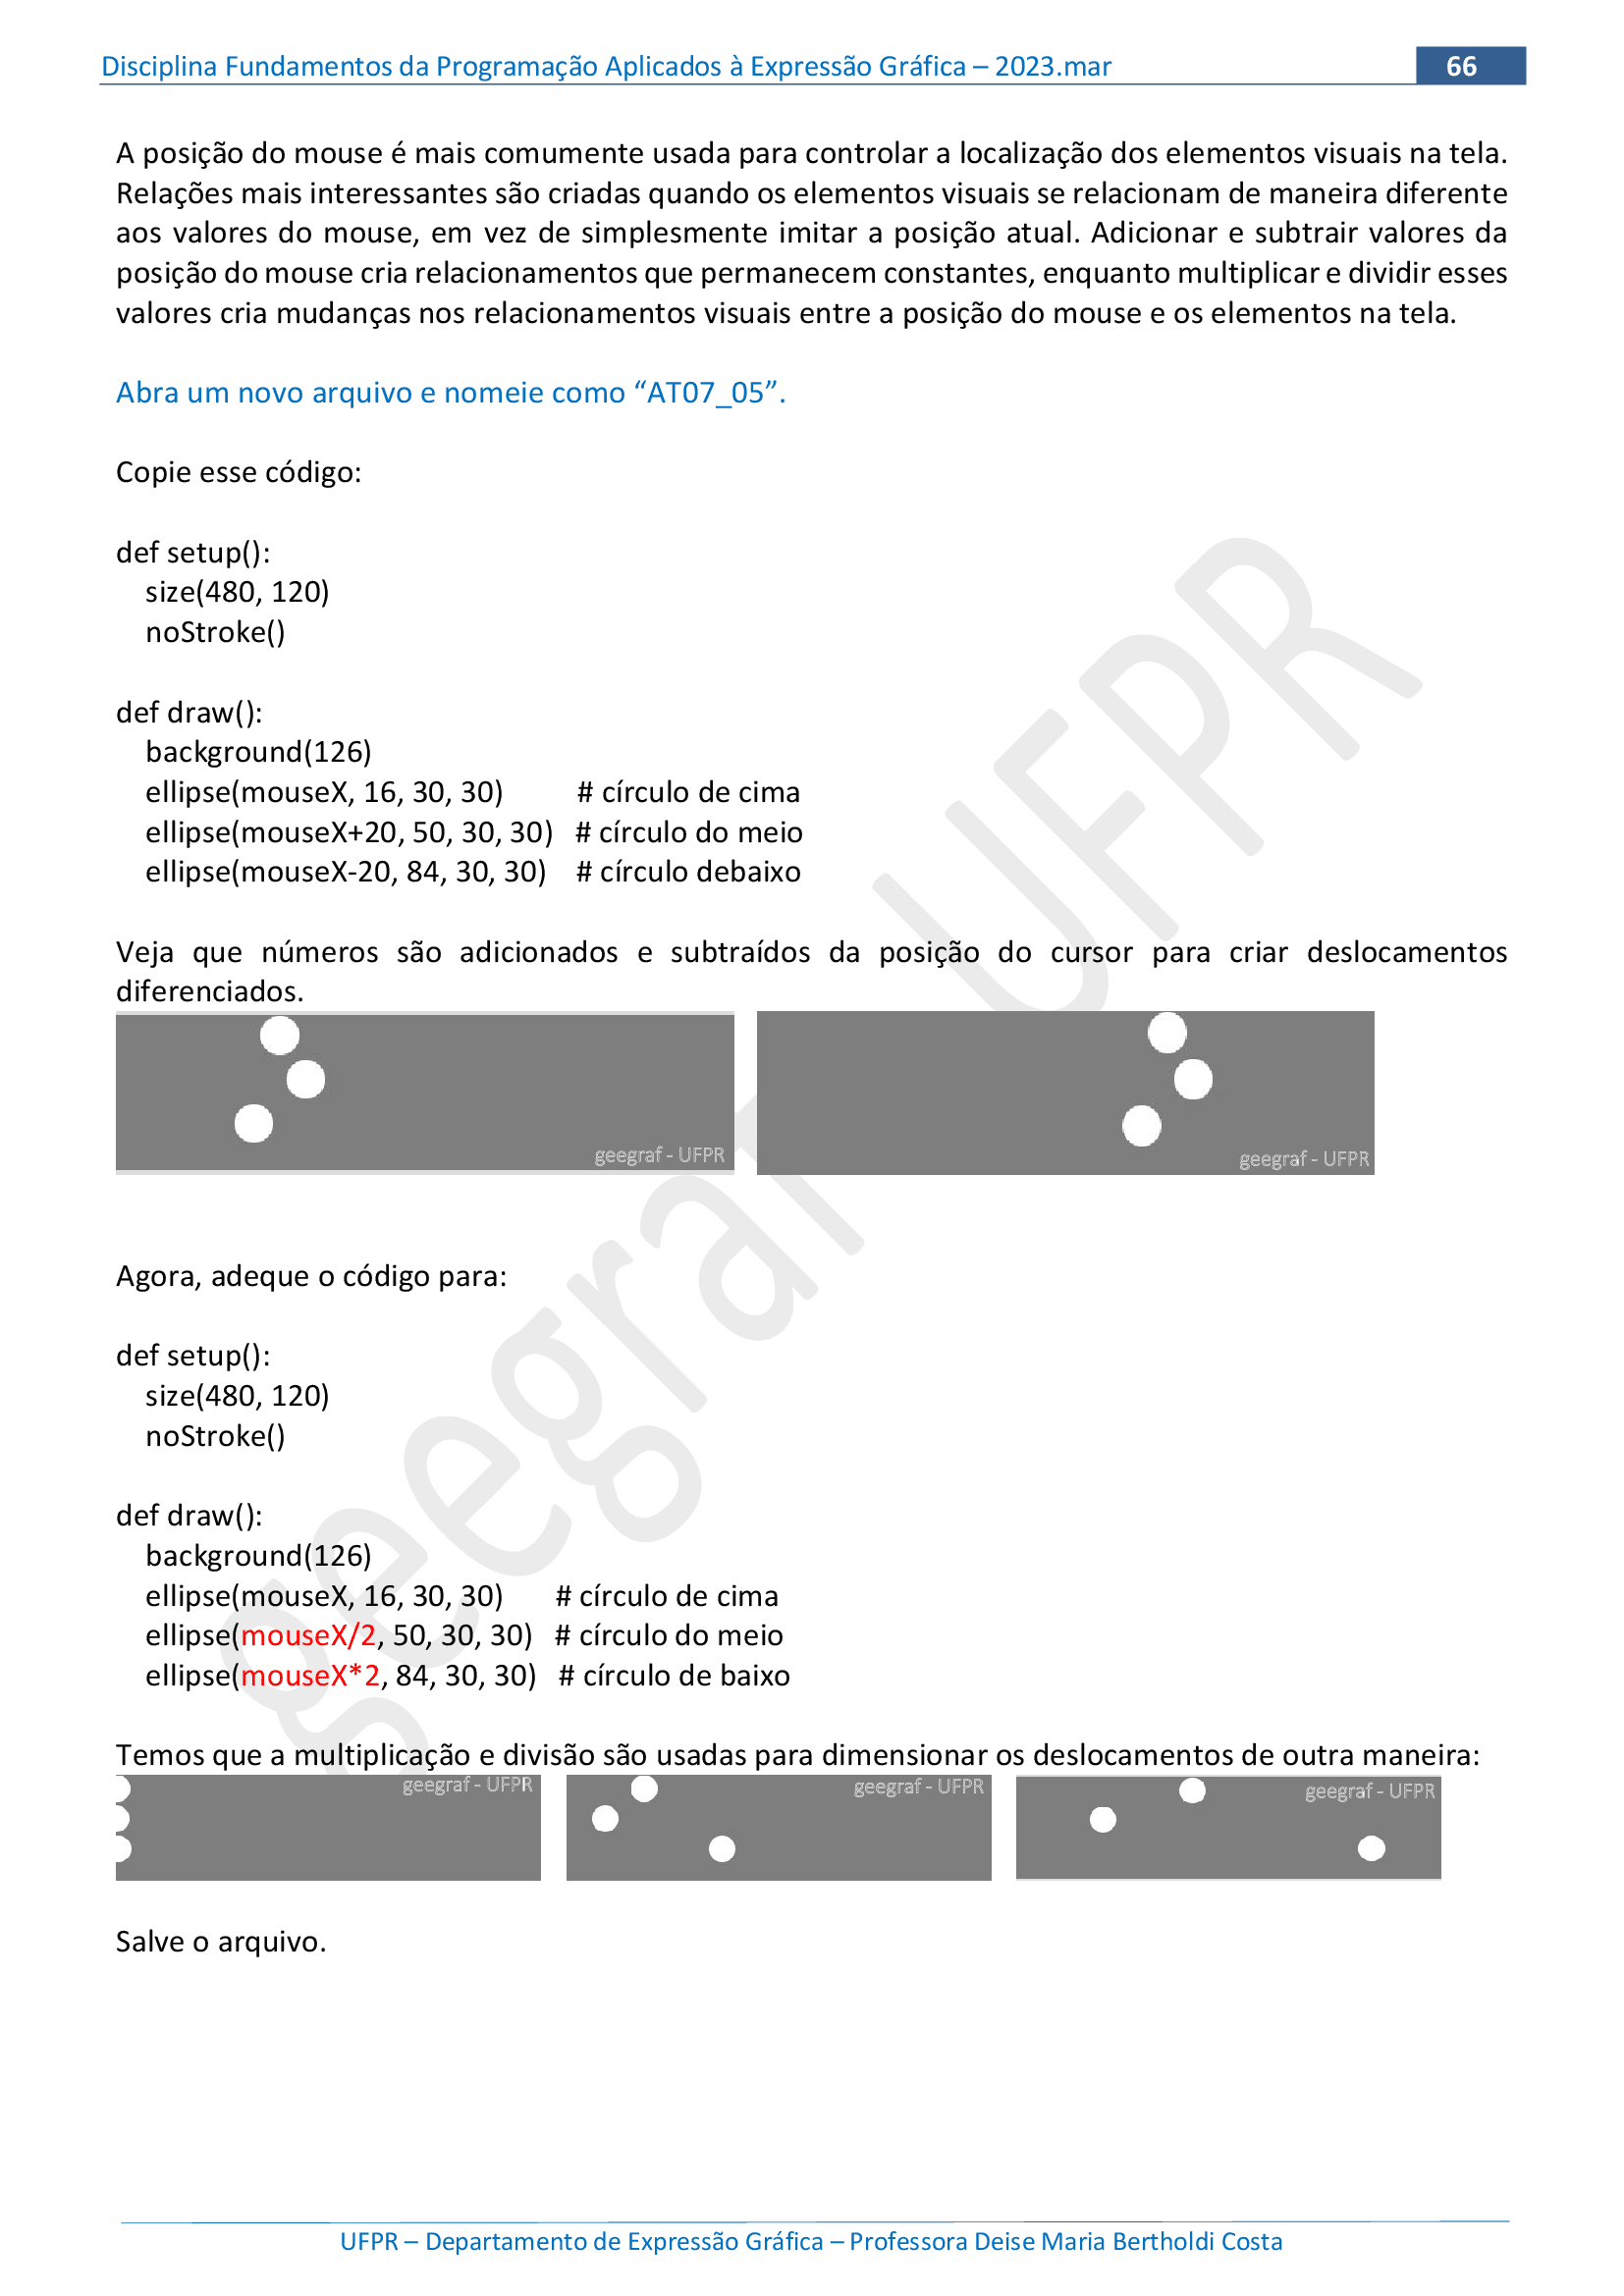 Disciplina Fundamentos da Programação Aplicados à Expressão Gráfica – 2023.mar 66
A posição do mouse é mais comumente usada para controlar a localização dos elementos visuais na tela.
Relações mais interessantes são criadas quando os elementos visuais se relacionam de maneira diferente
aos valores do mouse, em vez de simplesmente imitar a posição atual. Adicionar e subtrair valores da
posição do mouse cria relacionamentos que permanecem constantes, enquanto multiplicar e dividir esses
valores cria mudanças nos relacionamentos visuais entre a posição do mouse e os elementos na tela.
Abra um novo arquivo e nomeie como “AT07_05”.
Copie esse código:
def setup():
size(480, 120)
noStroke()
def draw():
background(126)
ellipse(mouseX, 16, 30, 30) # círculo de cima
ellipse(mouseX+20, 50, 30, 30) # círculo do meio
ellipse(mouseX-20, 84, 30, 30) # círculo debaixo
Veja que números são adicionados e subtraídos da posição do cursor para criar deslocamentos
diferenciados.
geegraf - UFPR
geegraf - UFPR
Agora, adeque o código para:
def setup():
size(480, 120)
noStroke()
def draw():
background(126)
ellipse(mouseX, 16, 30, 30) # círculo de cima
ellipse(mouseX/2, 50, 30, 30) # círculo do meio
ellipse(mouseX*2, 84, 30, 30) # círculo de baixo
Temos que a multiplicação e divisão são usadas para dimensionar os deslocamentos de outra maneira:
geegraf - UFPR
geegraf - UFPR
geegraf - UFPR
Salve o arquivo.
geegraf UFPR
UFPR – Departamento de Expressão Gráfica – Professora Deise Maria Bertholdi Costa